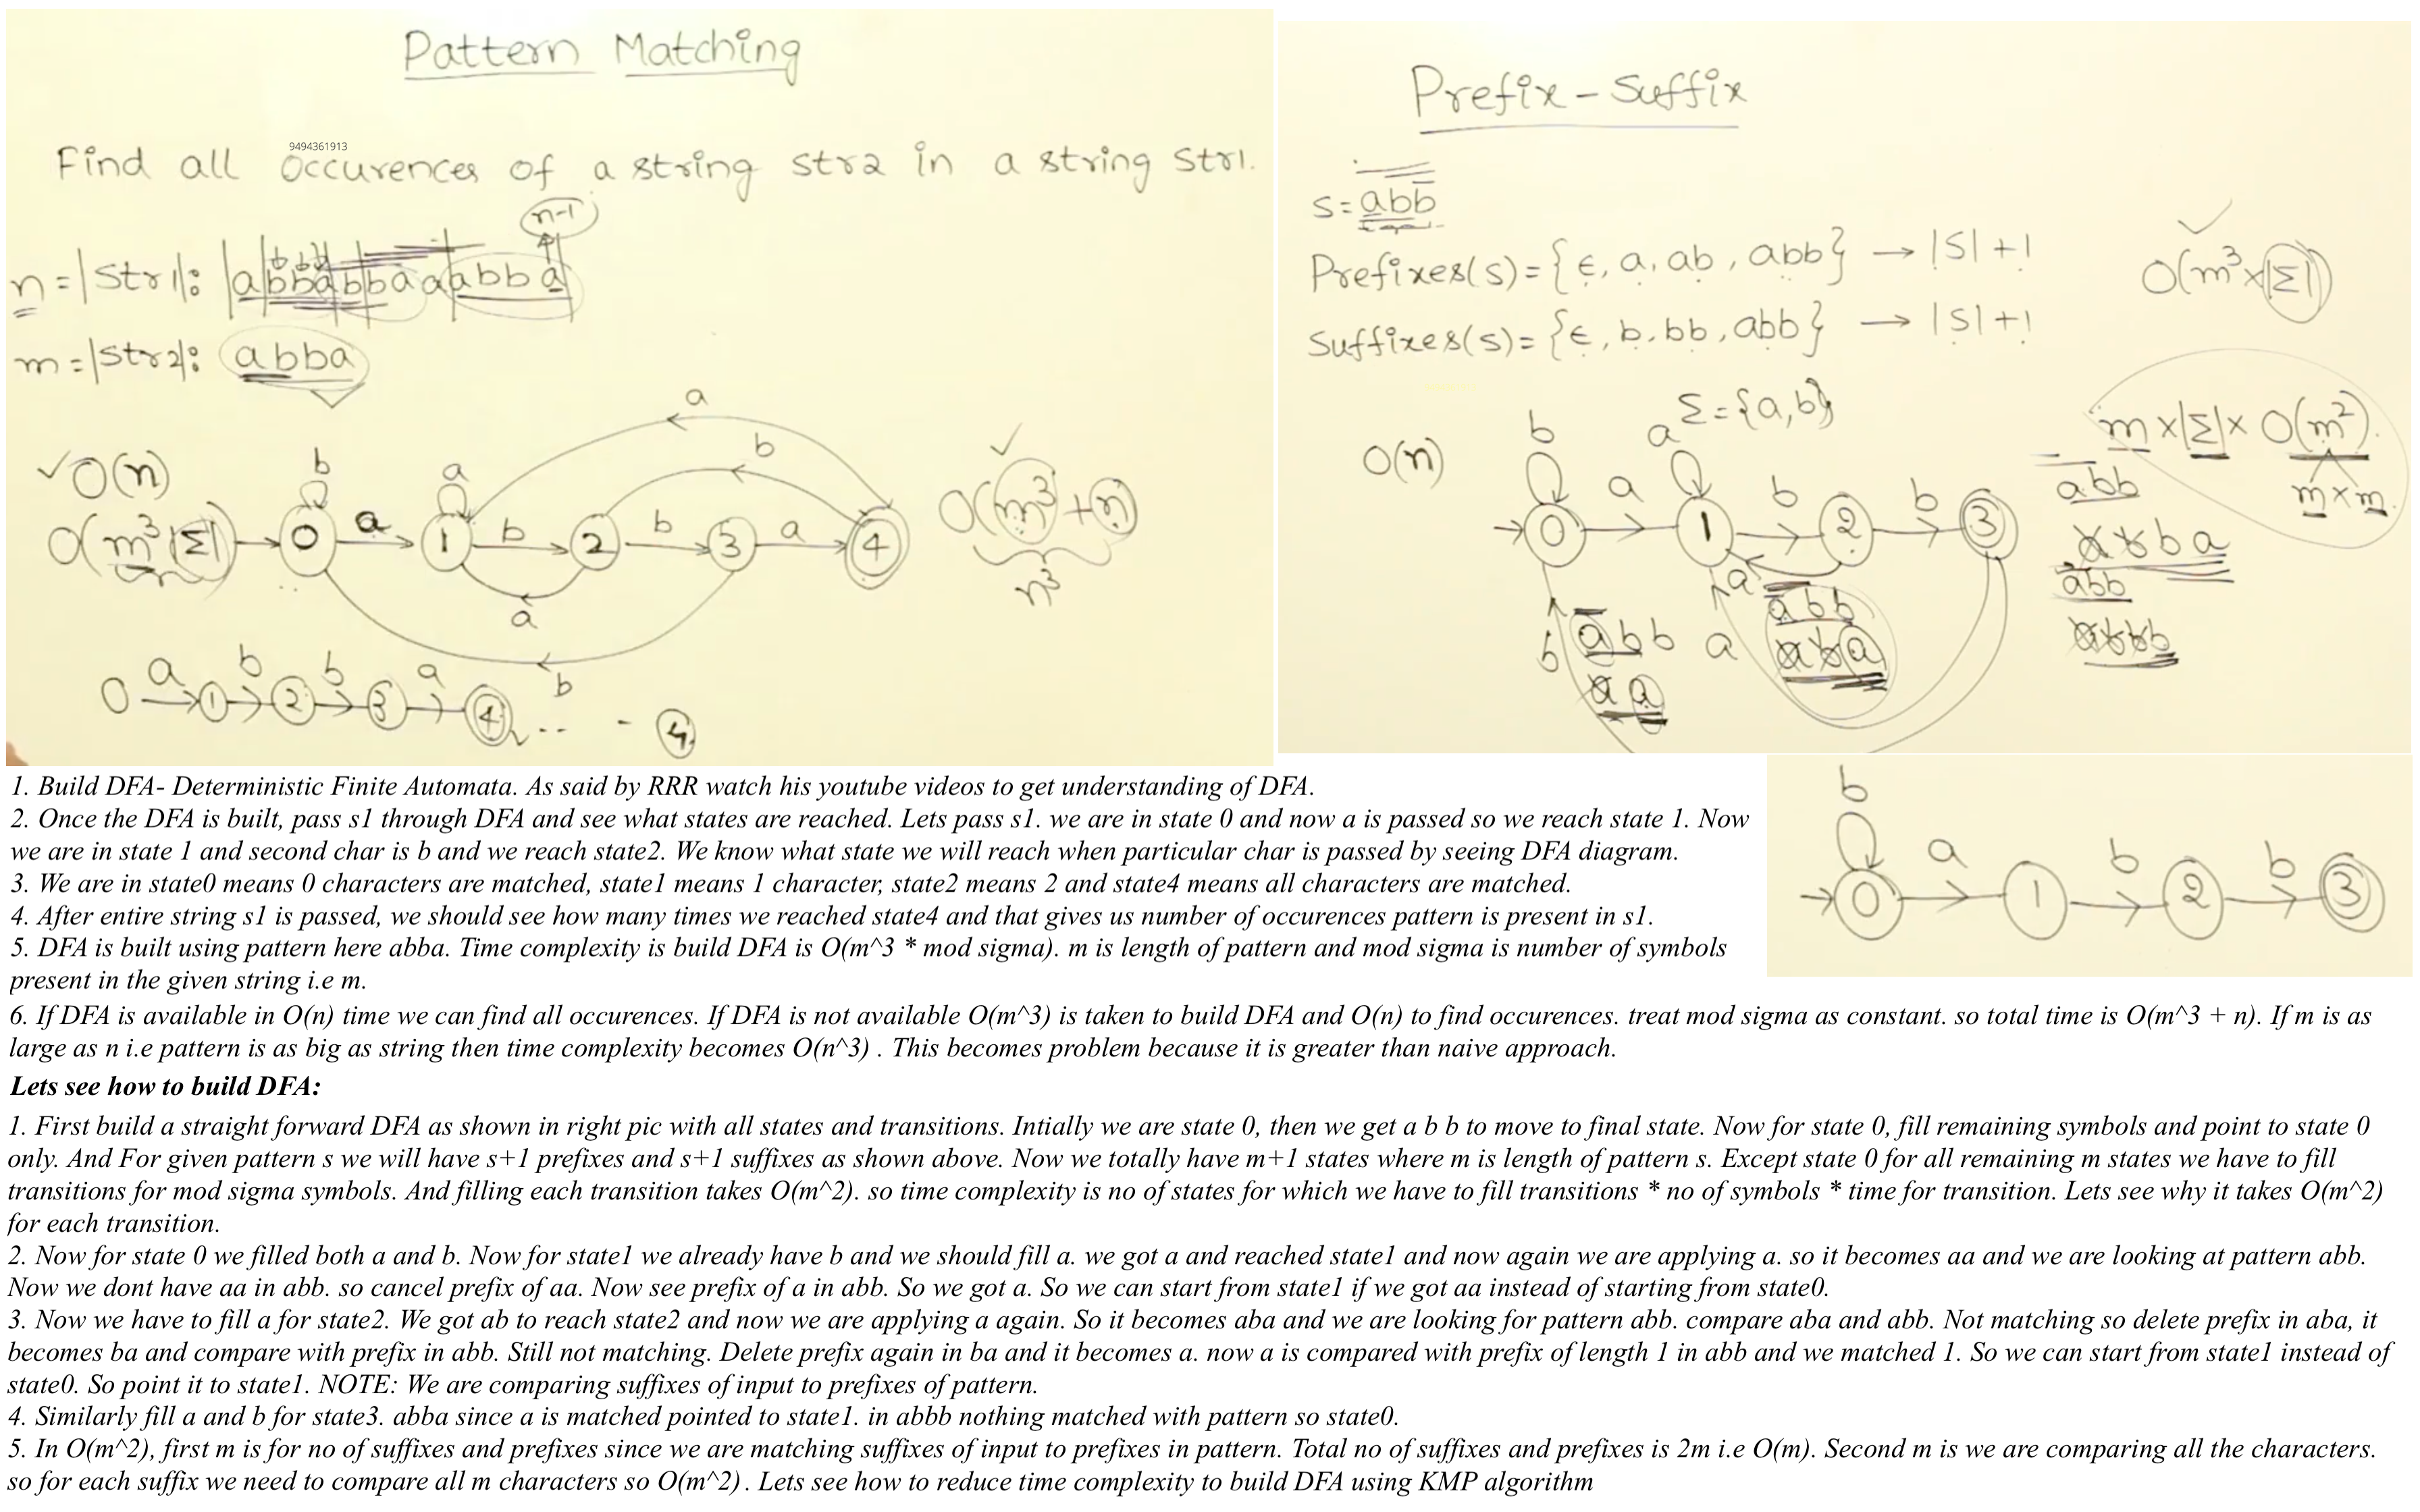 Pattern Matching
9494361913
Find all occurences of a string str2 in a string str1.
n-1
n = |Str1|: abbabbaaabba
m = |Str2|: abba
a
b
O(n)
b
a
O(m³|Σ|)
0 a 1 b 2 b 3 a 4
O(m³ + n)
n³
a
b
0 a 1 b 2 b 3 a 4 .. - 4
Prefix - Suffix
s = abb
Prefixes(s) = {ϵ, a, ab, abb} → |S| + 1
O(m³ × |Σ|)
Suffixes(s) = {ϵ, b, bb, abb} → |S| + 1
Σ = {a, b}
m × |Σ| × O(m²)
m × m
O(n)
b
a
0 a 1 b 2 b 3
abb
abba
abb
abbb
a
abb
aba
b
abb
a
aa
1. Build DFA- Deterministic Finite Automata. As said by RRR watch his youtube videos to get understanding of DFA.
2. Once the DFA is built, pass s1 through DFA and see what states are reached. Lets pass s1. we are in state 0 and now a is passed so we reach state 1. Now
we are in state 1 and second char is b and we reach state2. We know what state we will reach when particular char is passed by seeing DFA diagram.
3. We are in state0 means 0 characters are matched, state1 means 1 character, state2 means 2 and state4 means all characters are matched.
4. After entire string s1 is passed, we should see how many times we reached state4 and that gives us number of occurences pattern is present in s1.
5. DFA is built using pattern here abba. Time complexity is build DFA is O(m^3 * mod sigma). m is length of pattern and mod sigma is number of symbols
present in the given string i.e m.
b
0 a 1 b 2 b 3
6. If DFA is available in O(n) time we can find all occurences. If DFA is not available O(m^3) is taken to build DFA and O(n) to find occurences. treat mod sigma as constant. so total time is O(m^3 + n). If m is as
large as n i.e pattern is as big as string then time complexity becomes O(n^3) . This becomes problem because it is greater than naive approach.
Lets see how to build DFA:
1. First build a straight forward DFA as shown in right pic with all states and transitions. Intially we are state 0, then we get a b b to move to final state. Now for state 0, fill remaining symbols and point to state 0
only. And For given pattern s we will have s+1 prefixes and s+1 suffixes as shown above. Now we totally have m+1 states where m is length of pattern s. Except state 0 for all remaining m states we have to fill
transitions for mod sigma symbols. And filling each transition takes O(m^2). so time complexity is no of states for which we have to fill transitions * no of symbols * time for transition. Lets see why it takes O(m^2)
for each transition.
2. Now for state 0 we filled both a and b. Now for state1 we already have b and we should fill a. we got a and reached state1 and now again we are applying a. so it becomes aa and we are looking at pattern abb.
Now we dont have aa in abb. so cancel prefix of aa. Now see prefix of a in abb. So we got a. So we can start from state1 if we got aa instead of starting from state0.
3. Now we have to fill a for state2. We got ab to reach state2 and now we are applying a again. So it becomes aba and we are looking for pattern abb. compare aba and abb. Not matching so delete prefix in aba, it
becomes ba and compare with prefix in abb. Still not matching. Delete prefix again in ba and it becomes a. now a is compared with prefix of length 1 in abb and we matched 1. So we can start from state1 instead of
state0. So point it to state1. NOTE: We are comparing suffixes of input to prefixes of pattern.
4. Similarly fill a and b for state3. abba since a is matched pointed to state1. in abbb nothing matched with pattern so state0.
5. In O(m^2), first m is for no of suffixes and prefixes since we are matching suffixes of input to prefixes in pattern. Total no of suffixes and prefixes is 2m i.e O(m). Second m is we are comparing all the characters.
so for each suffix we need to compare all m characters so O(m^2). Lets see how to reduce time complexity to build DFA using KMP algorithm